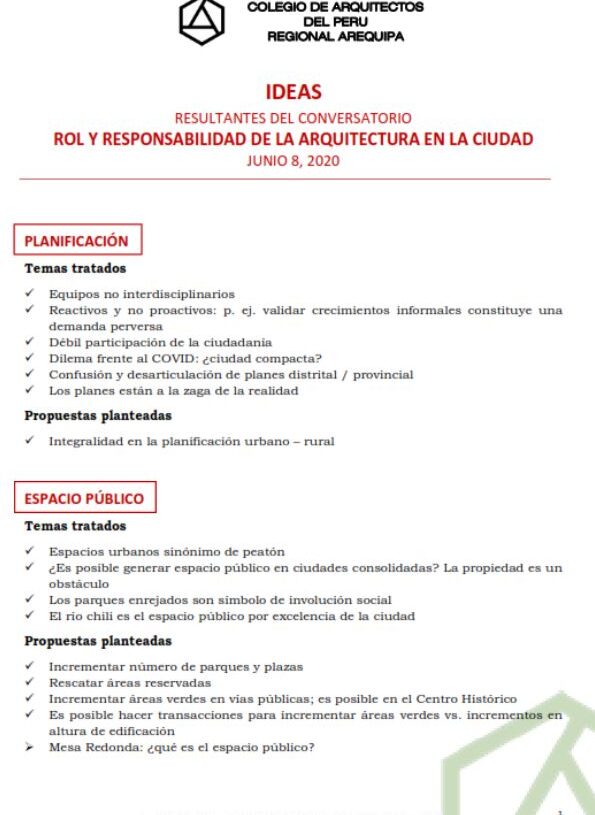 COLEGIO DE ARQUITECTOS
DEL PERU
REGIONAL AREQUIPA
IDEAS
RESULTANTES DEL CONVERSATORIO
ROL Y RESPONSABILIDAD DE LA ARQUITECTURA EN LA CIUDAD
JUNIO 8, 2020
PLANIFICACIÓN
Temas tratados
✓ Equipos no interdisciplinarios
✓ Reactivos y no proactivos: p. ej. validar crecimientos informales constituye una
demanda perversa
✓ Débil participación de la ciudadanía
✓ Dilema frente al COVID: ¿ciudad compacta?
✓ Confusión y desarticulación de planes distrital / provincial
✓ Los planes están a la zaga de la realidad
Propuestas planteadas
✓ Integralidad en la planificación urbano – rural
ESPACIO PÚBLICO
Temas tratados
✓ Espacios urbanos sinónimo de peatón
✓ ¿Es posible generar espacio público en ciudades consolidadas? La propiedad es un
obstáculo
✓ Los parques enrejados son símbolo de involución social
✓ El río chili es el espacio público por excelencia de la ciudad
Propuestas planteadas
✓ Incrementar número de parques y plazas
✓ Rescatar áreas reservadas
✓ Incrementar áreas verdes en vías públicas; es posible en el Centro Histórico
✓ Es posible hacer transacciones para incrementar áreas verdes vs. incrementos en
altura de edificación
➤ Mesa Redonda: ¿qué es el espacio público?
1